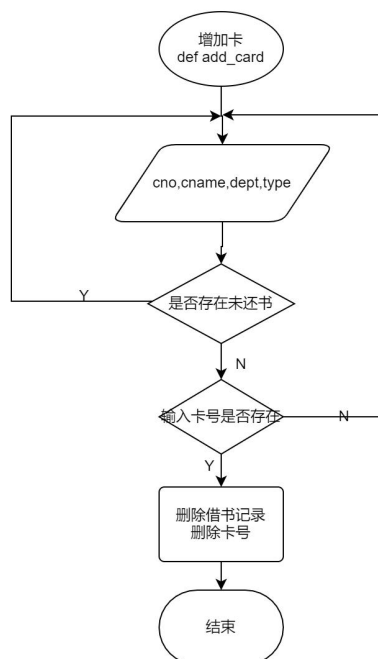 增加卡
def add_card
cno,cname,dept,type
是否存在未还书
Y
N
输入卡号是否存在
N
Y
删除借书记录
删除卡号
结束